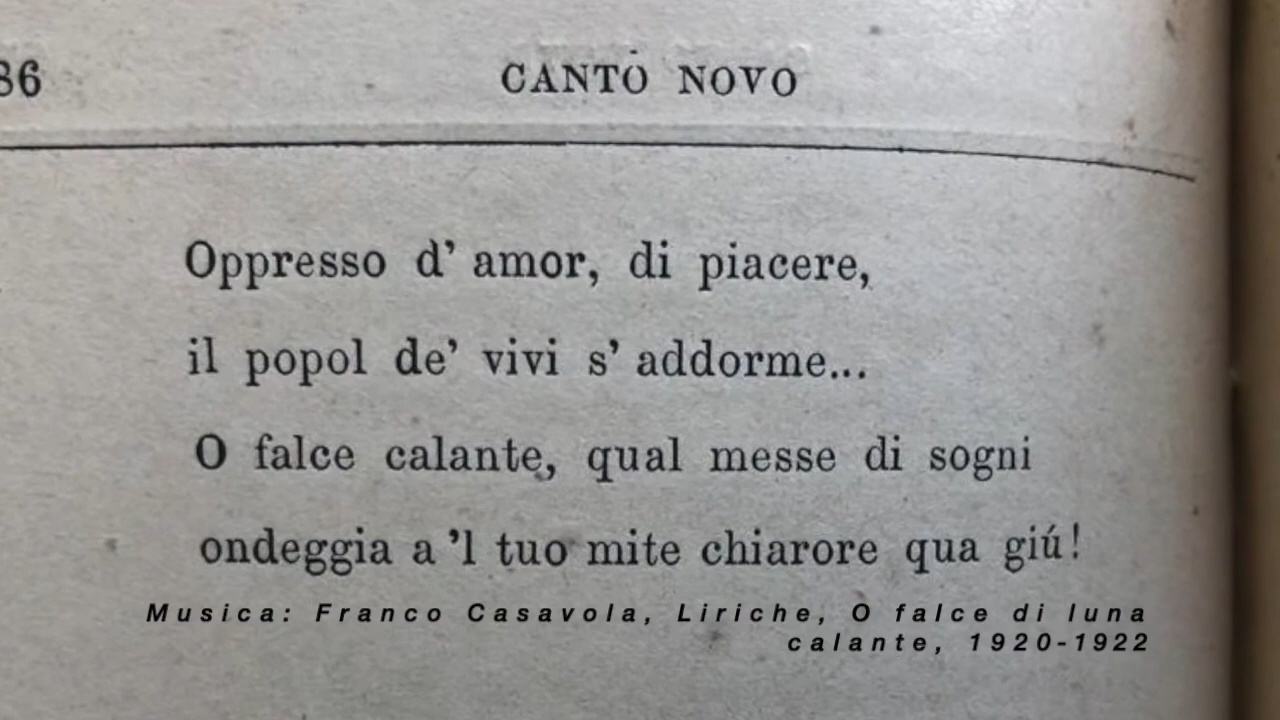 86 CANTO NOVO
Oppresso d' amor, di piacere,
il popol de' vivi s' addorme...
O falce calante, qual messe di sogni
ondeggia a 'l tuo mite chiarore qua giú!
Musica: Franco Casavola, Liriche, O falce di luna
calante, 1920-1922